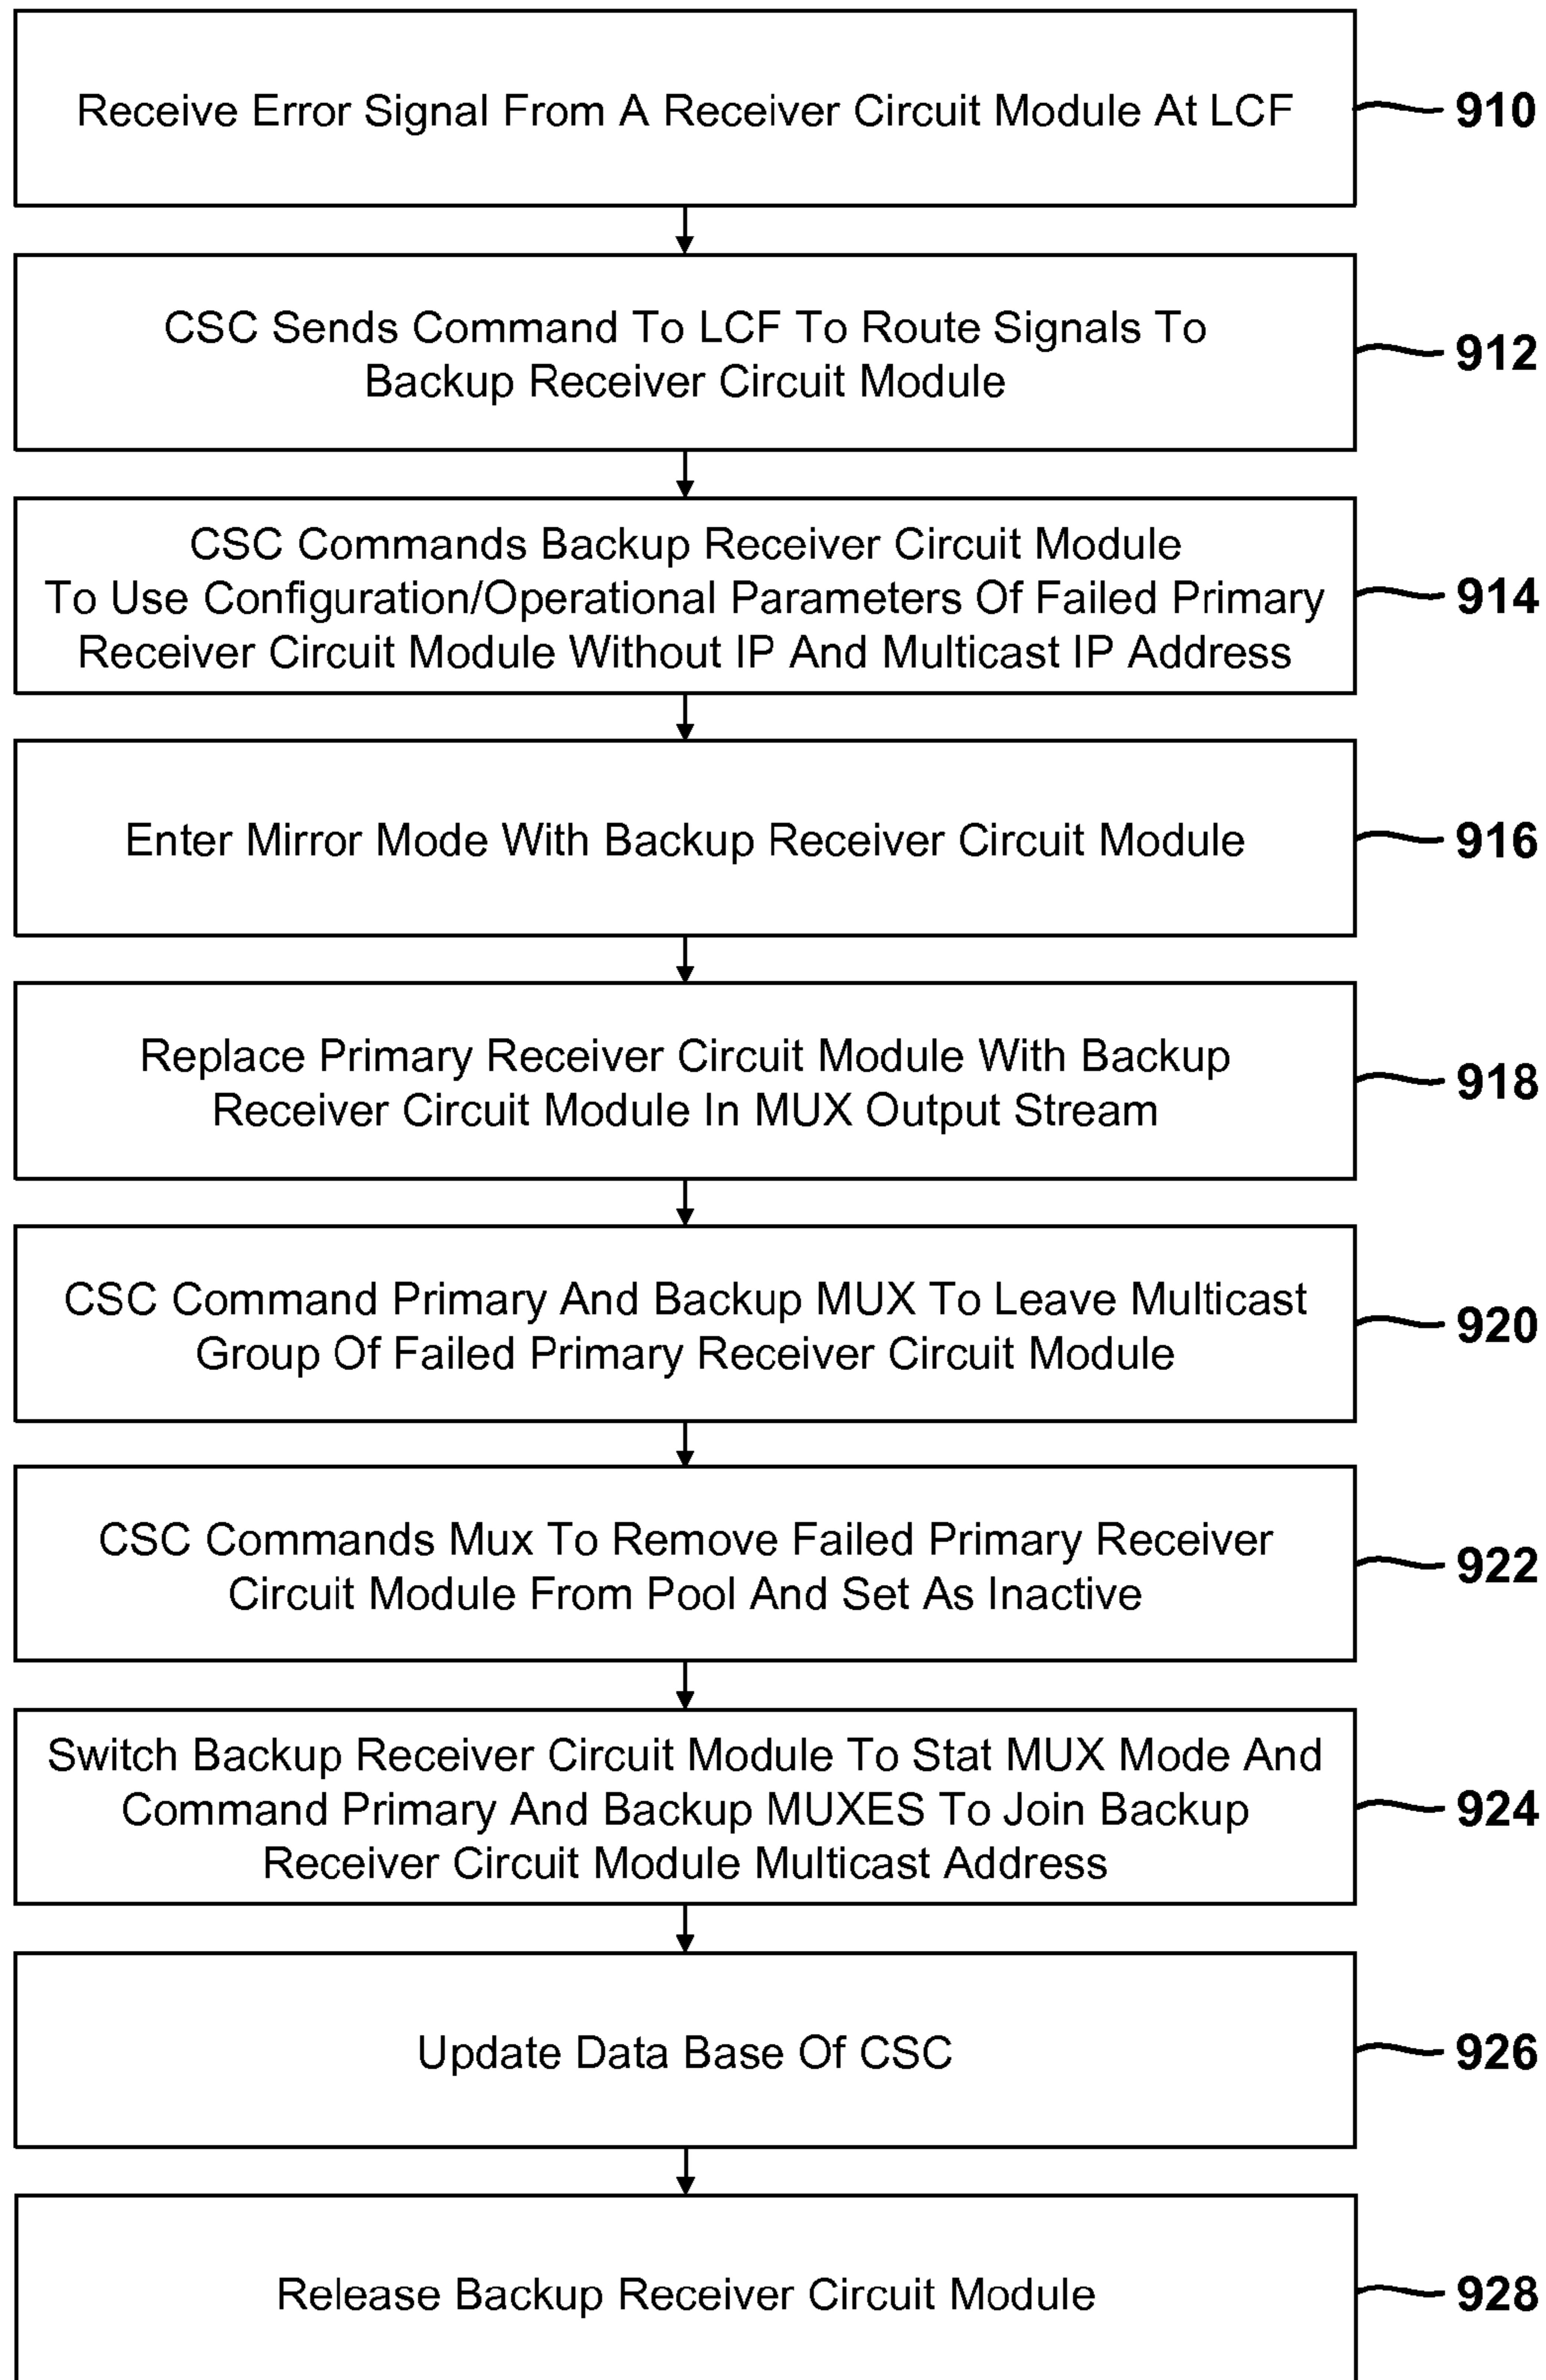 Receive Error Signal From A Receiver Circuit Module At LCF
910
CSC Sends Command To LCF To Route Signals To
Backup Receiver Circuit Module
912
CSC Commands Backup Receiver Circuit Module
To Use Configuration/Operational Parameters Of Failed Primary
Receiver Circuit Module Without IP And Multicast IP Address
914
Enter Mirror Mode With Backup Receiver Circuit Module
916
Replace Primary Receiver Circuit Module With Backup
Receiver Circuit Module In MUX Output Stream
918
CSC Command Primary And Backup MUX To Leave Multicast
Group Of Failed Primary Receiver Circuit Module
920
CSC Commands Mux To Remove Failed Primary Receiver
Circuit Module From Pool And Set As Inactive
922
Switch Backup Receiver Circuit Module To Stat MUX Mode And
Command Primary And Backup MUXES To Join Backup
Receiver Circuit Module Multicast Address
924
Update Data Base Of CSC
926
Release Backup Receiver Circuit Module
928